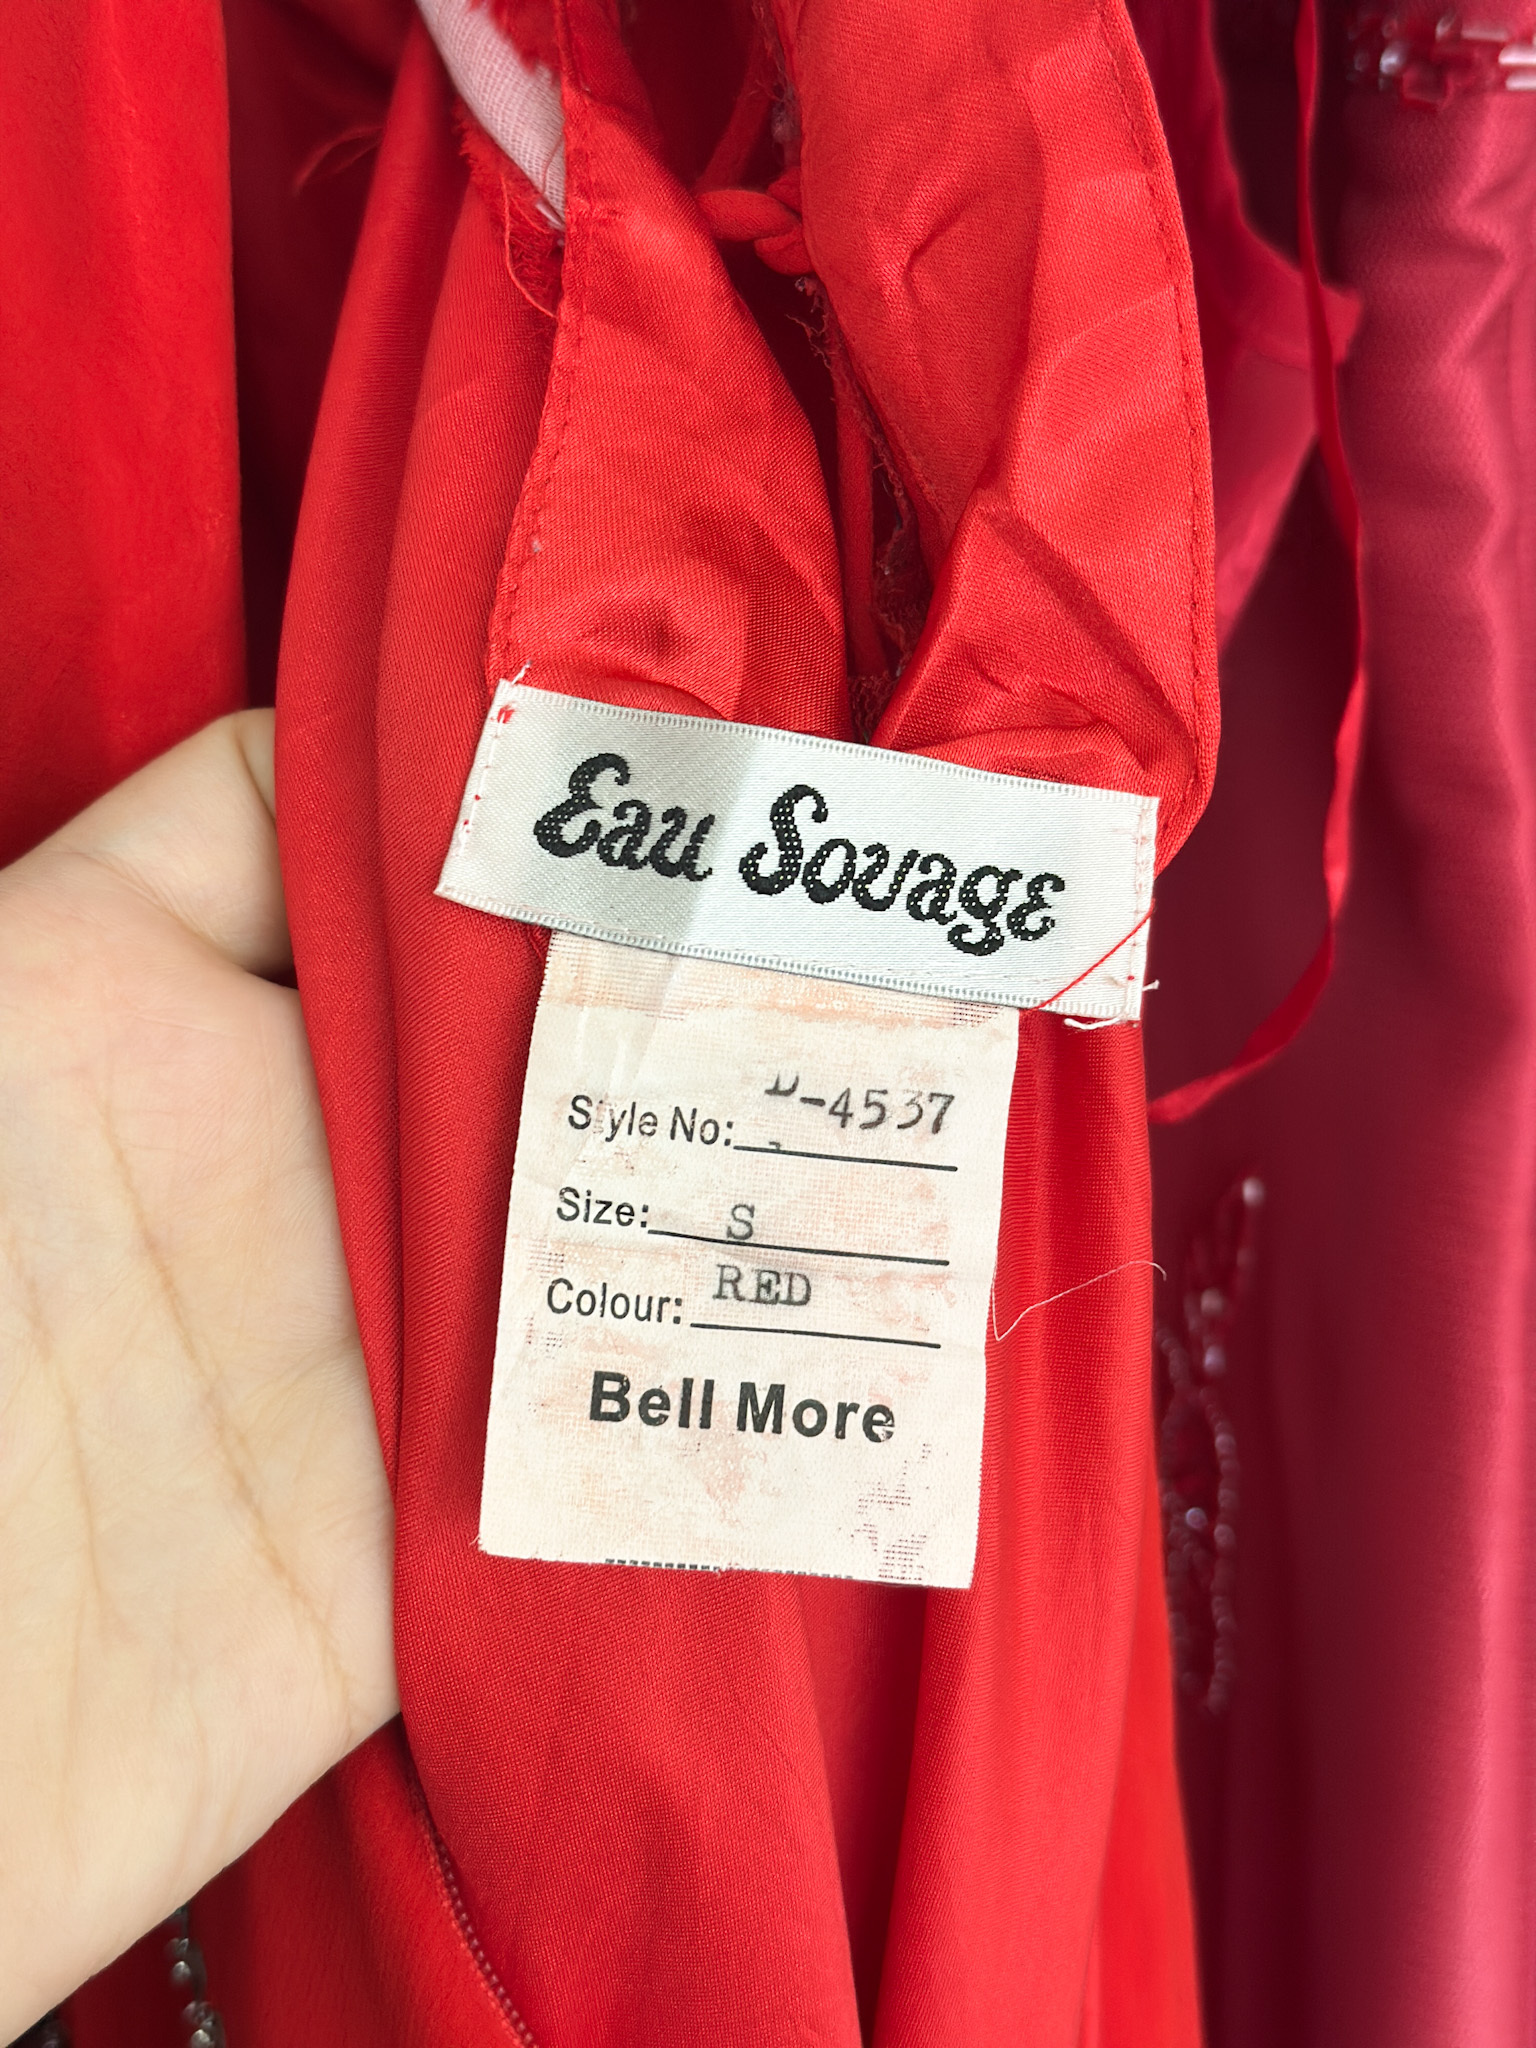 Eau Sovage
Style No: D-4537
Size: S
Colour: RED
Bell More